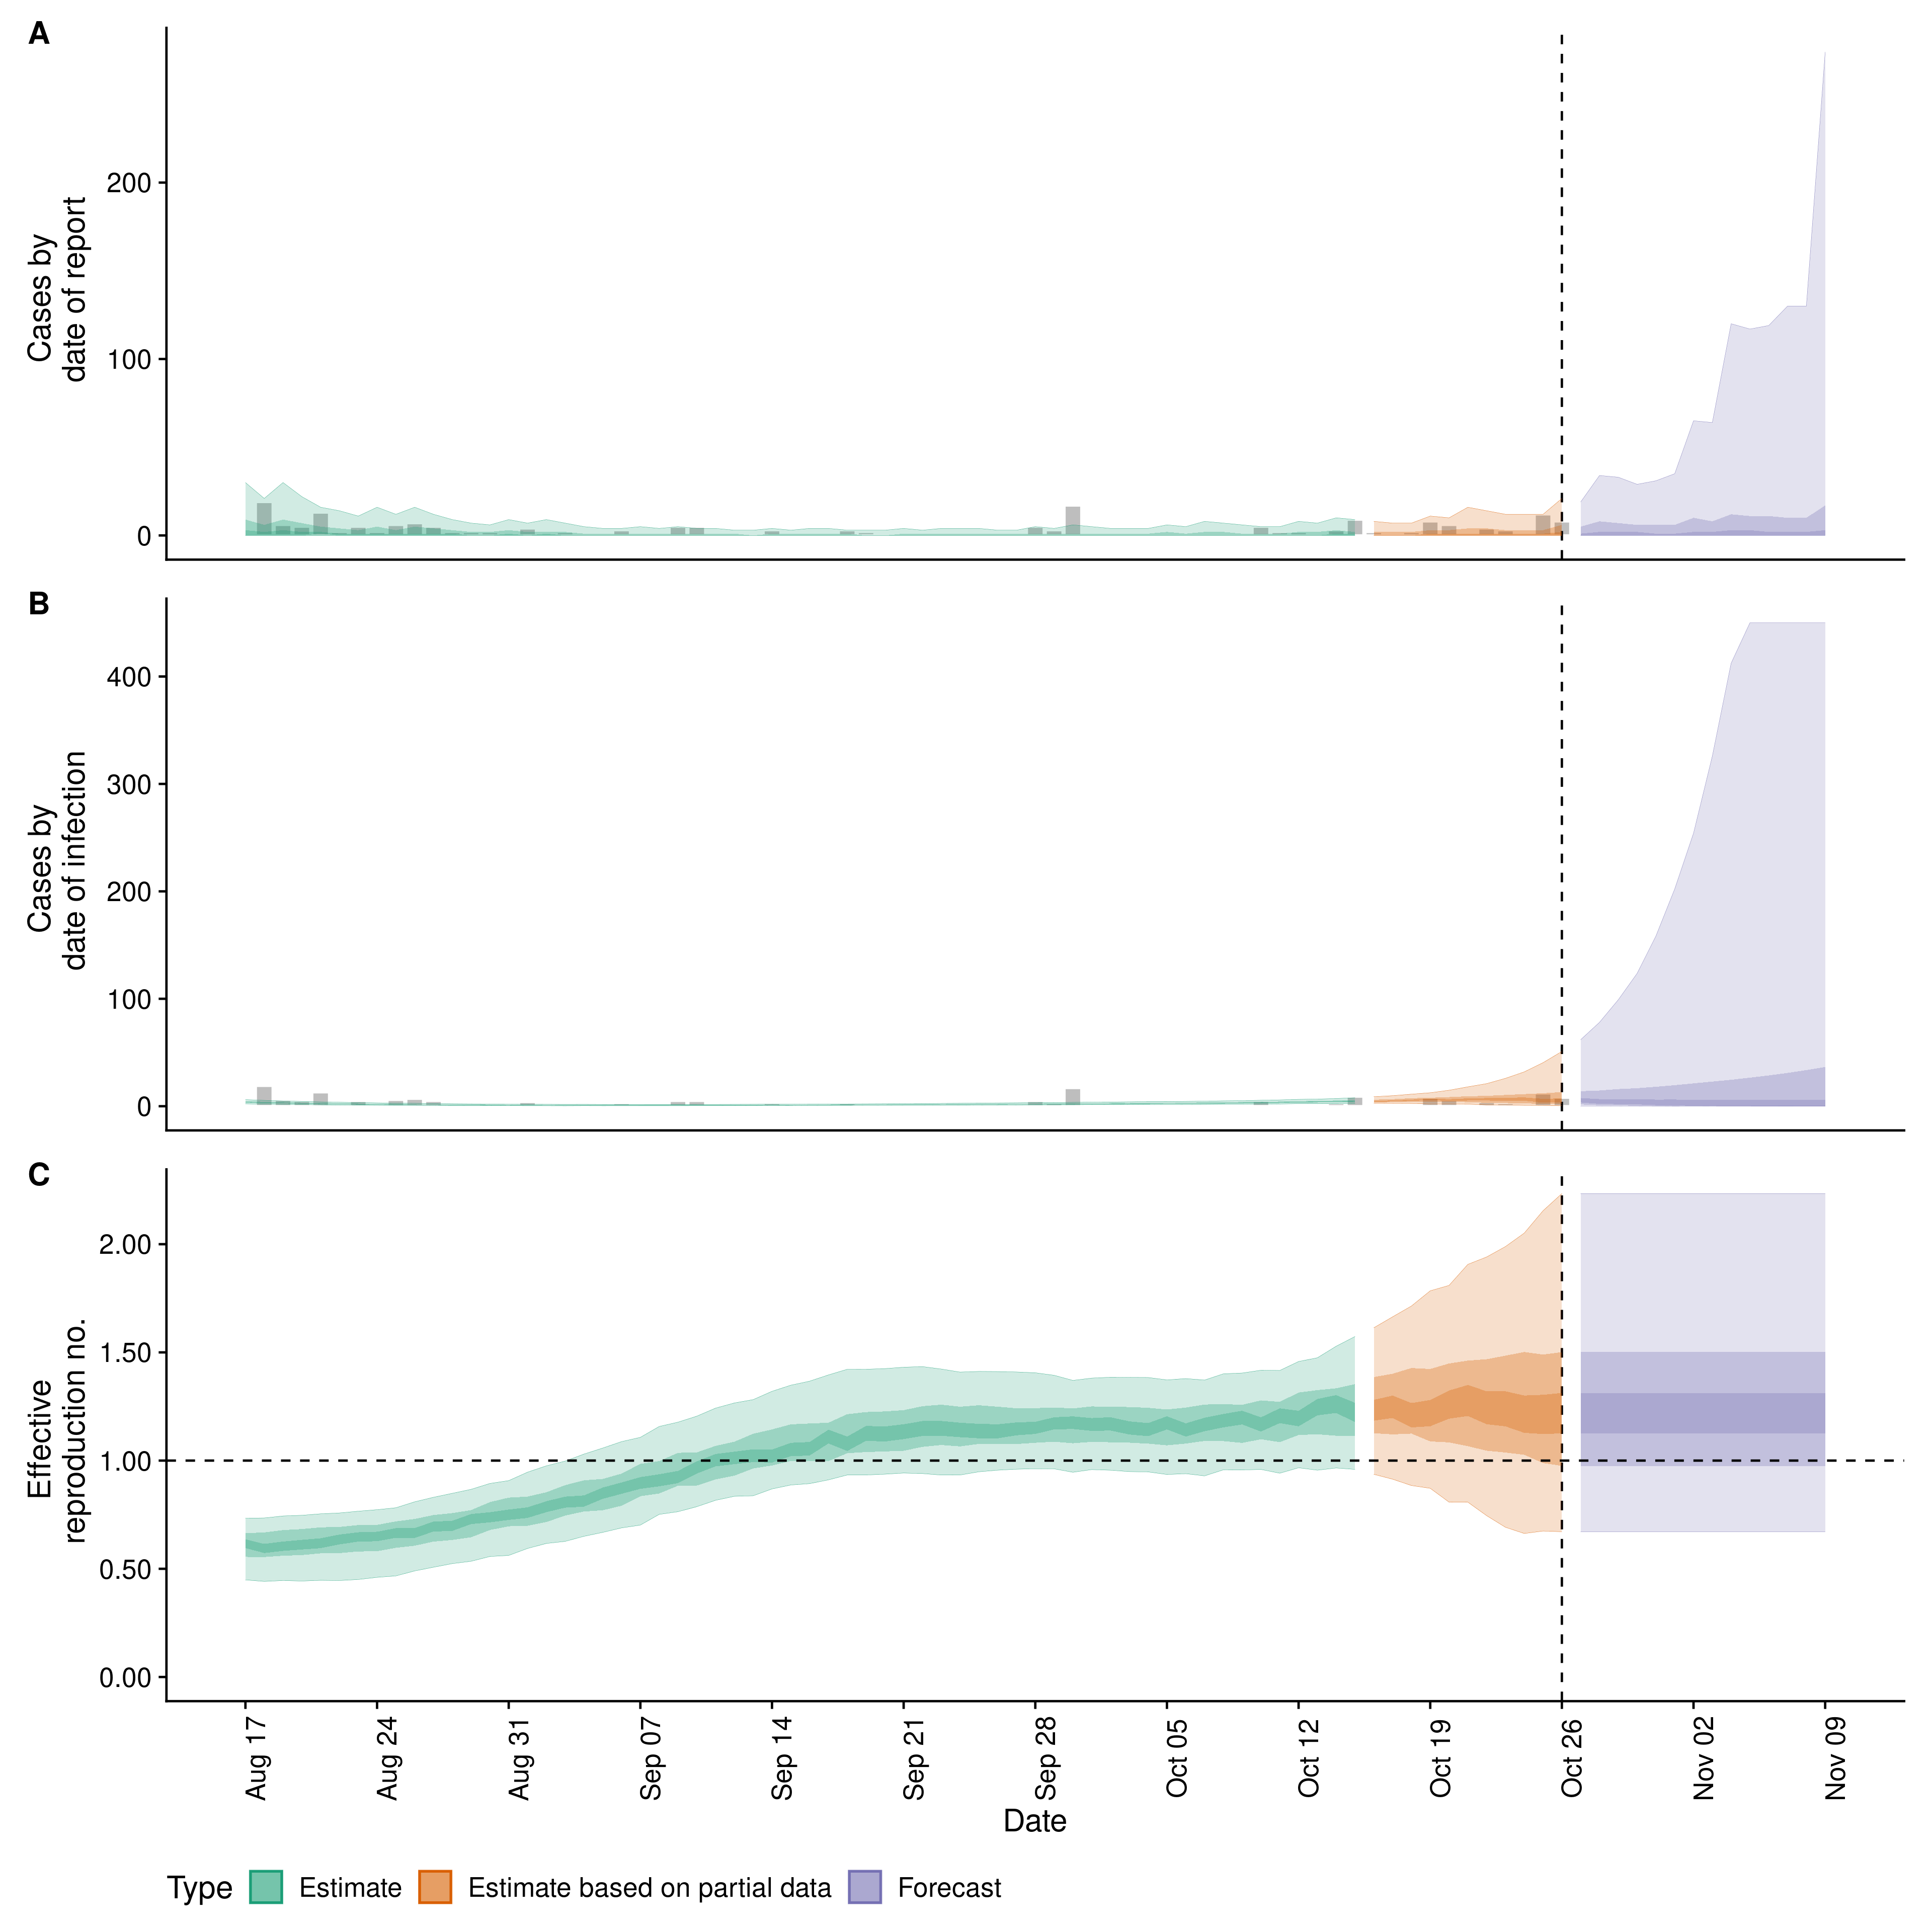 A
Cases by
date of report
200
100
0
B
Cases by
date of infection
400
300
200
100
0
C
Effective
reproduction no.
2.00
1.50
1.00
0.50
0.00
Aug 17
Aug 24
Aug 31
Sep 07
Sep 14
Sep 21
Sep 28
Oct 05
Oct 12
Oct 19
Oct 26
Nov 02
Nov 09
Date
Type Estimate Estimate based on partial data Forecast